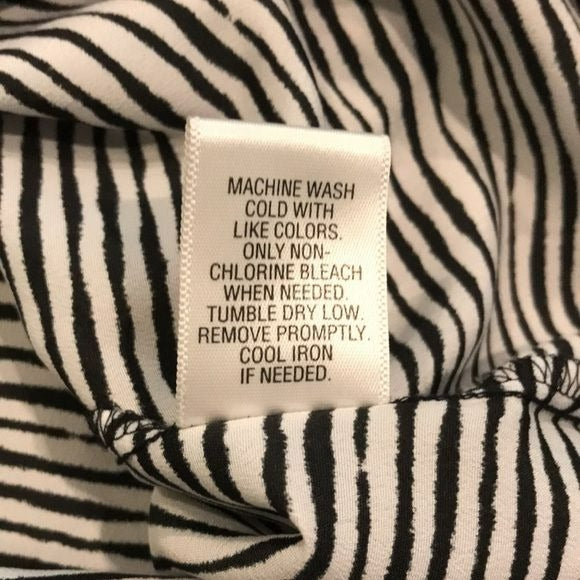 MACHINE WASH
COLD WITH
LIKE COLORS.
ONLY NON-
CHLORINE BLEACH
WHEN NEEDED.
TUMBLE DRY LOW.
REMOVE PROMPTLY.
COOL IRON
IF NEEDED.